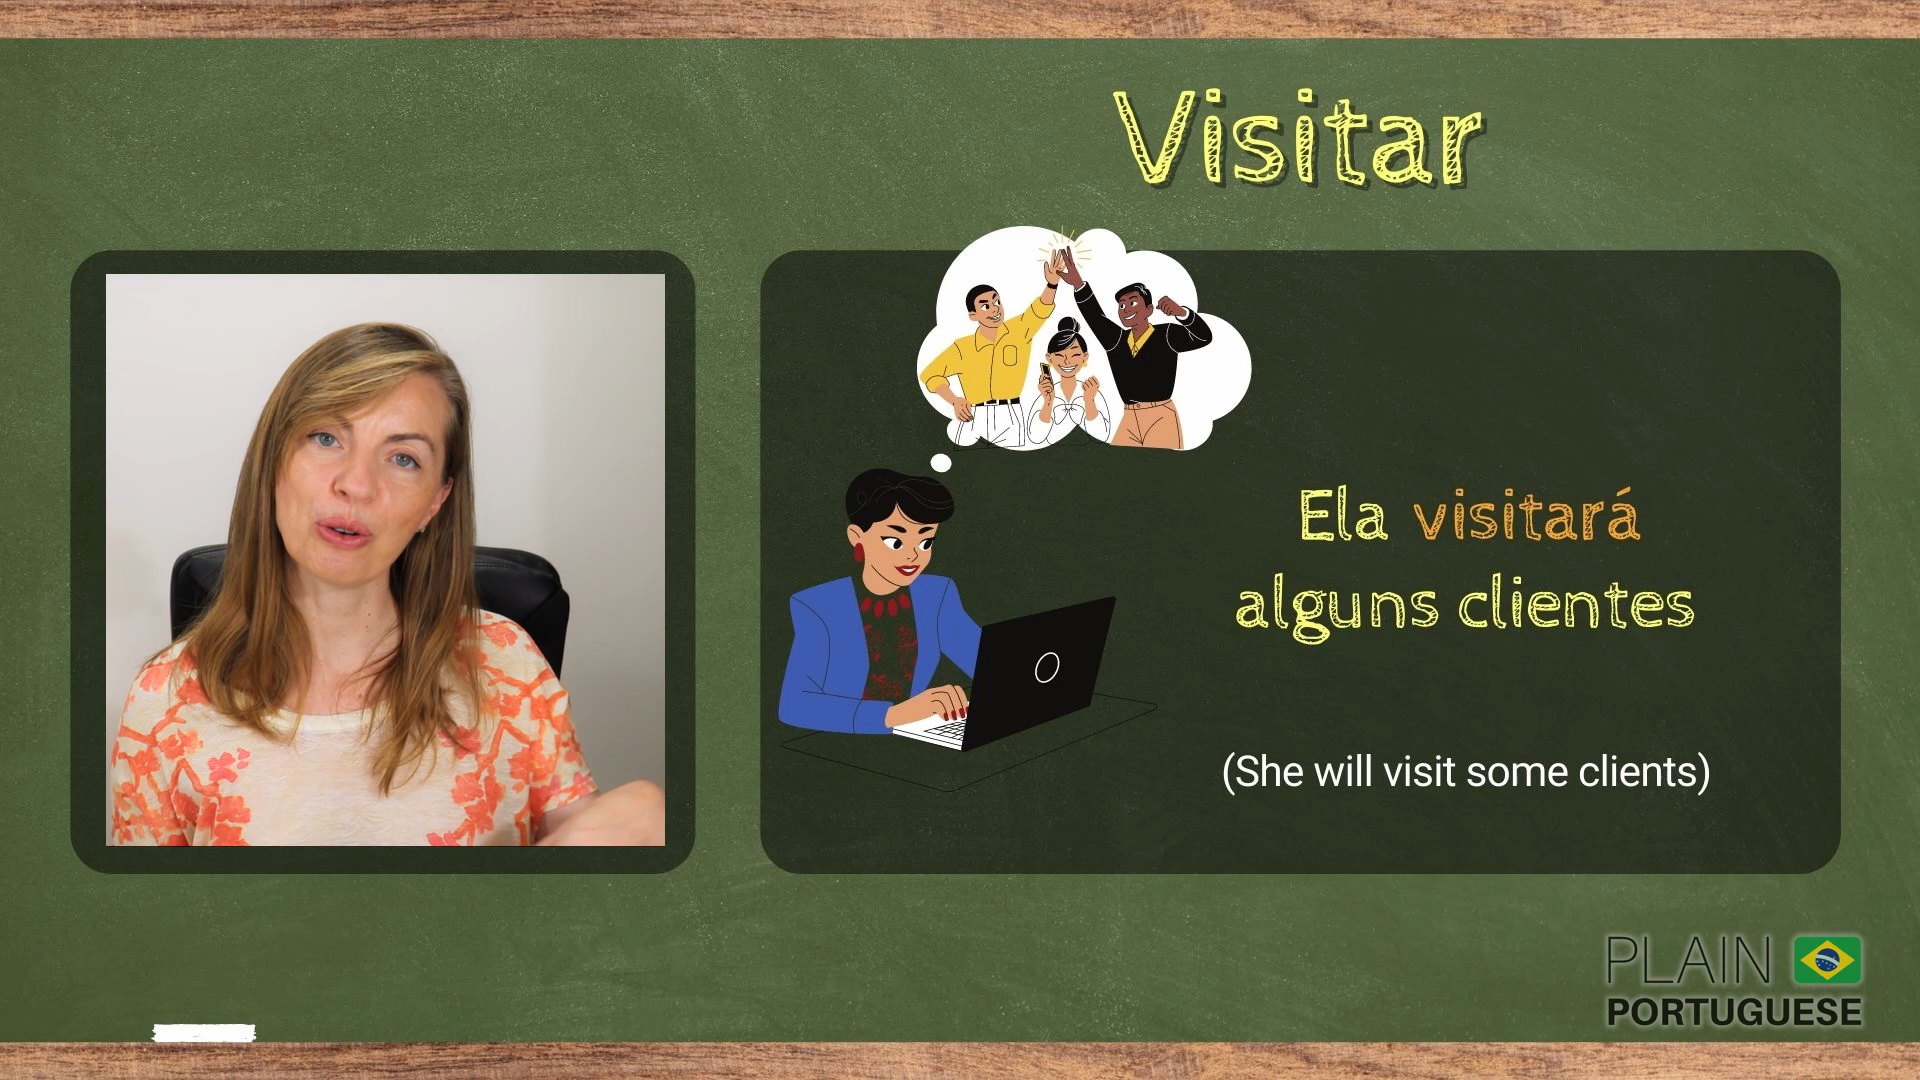 Visitar
Ela visitará
alguns clientes
(She will visit some clients)
PLAIN
PORTUGUESE